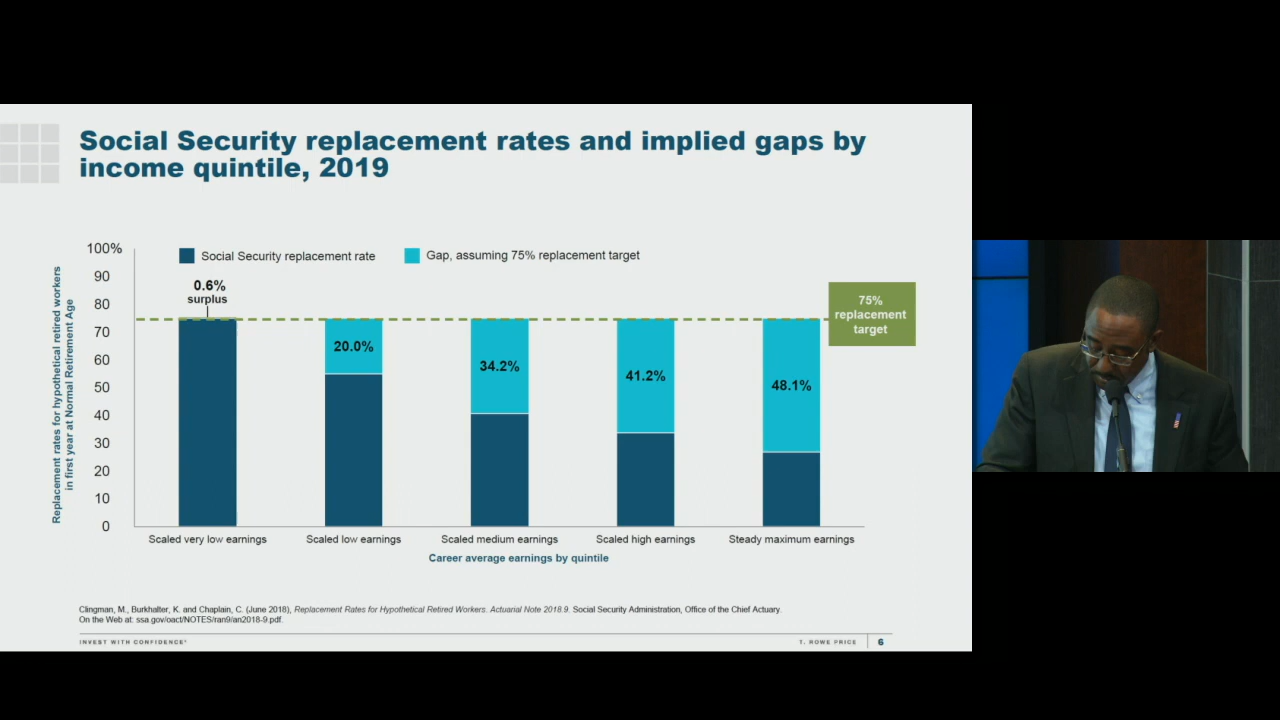 Social Security replacement rates and implied gaps by
income quintile, 2019
Replacement rates for hypothetical retired workers
in first year at Normal Retirement Age
100%
90
80
70
60
50
40
30
20
10
0
Social Security replacement rate
Gap, assuming 75% replacement target
0.6%
surplus
20.0%
34.2%
41.2%
48.1%
75%
replacement
target
Scaled very low earnings
Scaled low earnings
Scaled medium earnings
Scaled high earnings
Steady maximum earnings
Career average earnings by quintile
Clingman, M., Burkhalter, K. and Chaplain, C. (June 2018), Replacement Rates for Hypothetical Retired Workers. Actuarial Note 2018.9. Social Security Administration, Office of the Chief Actuary.
On the Web at: ssa.gov/oact/NOTES/ran9/an2018-9.pdf.
INVEST WITH CONFIDENCE
T. ROWE PRICE
6